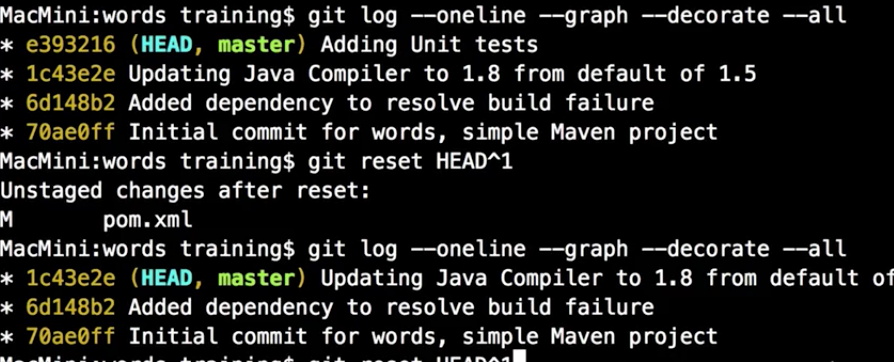 MacMini:words training$ git log --oneline --graph --decorate --all
* e393216 (HEAD, master) Adding Unit tests
* 1c43e2e Updating Java Compiler to 1.8 from default of 1.5
* 6d148b2 Added dependency to resolve build failure
* 70ae0ff Initial commit for words, simple Maven project
MacMini:words training$ git reset HEAD^1
Unstaged changes after reset:
M       pom.xml
MacMini:words training$ git log --oneline --graph --decorate --all
* 1c43e2e (HEAD, master) Updating Java Compiler to 1.8 from default of
* 6d148b2 Added dependency to resolve build failure
* 70ae0ff Initial commit for words, simple Maven project
MacMini:words training$ git reset HEAD^1